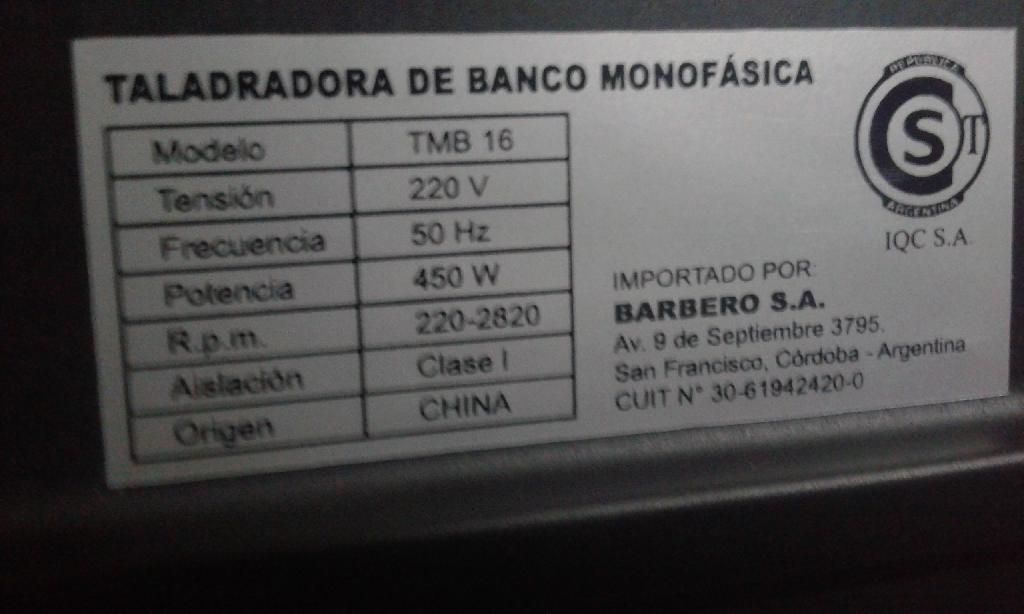 TALADRADORA DE BANCO MONOFÁSICA
Modelo TMB 16
Tensión 220 V
Frecuencia 50 Hz
Potencia 450 W
R.p.m. 220-2820
Aislación Clase I
Origen CHINA
REPUBLICA
CST
ARGENTINA
IQC S.A.
IMPORTADO POR:
BARBERO S.A.
Av. 9 de Septiembre 3795.
San Francisco, Córdoba - Argentina
CUIT N° 30-61942420-0